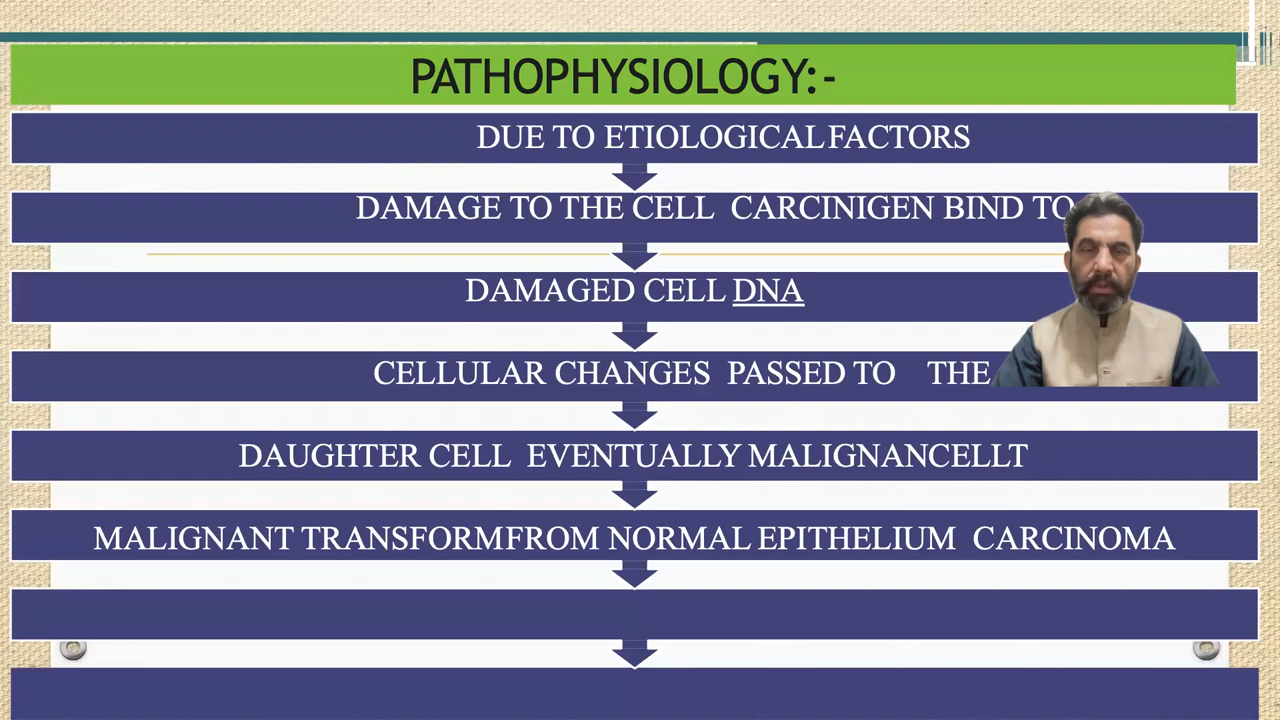 PATHOPHYSIOLOGY:-
DUE TO ETIOLOGICAL FACTORS
DAMAGE TO THE CELL CARCINIGEN BIND TO
DAMAGED CELL DNA
CELLULAR CHANGES PASSED TO THE
DAUGHTER CELL EVENTUALLY MALIGNANCELLT
MALIGNANT TRANSFORMFROM NORMAL EPITHELIUM CARCINOMA